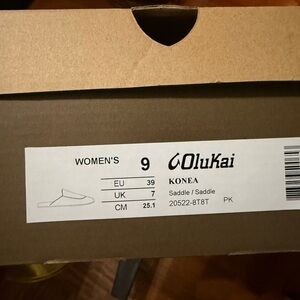 WOMEN'S 9 OluKai
EU 39 KONEA
UK 7 Saddle / Saddle
CM 25.1 20522-8T8T PK